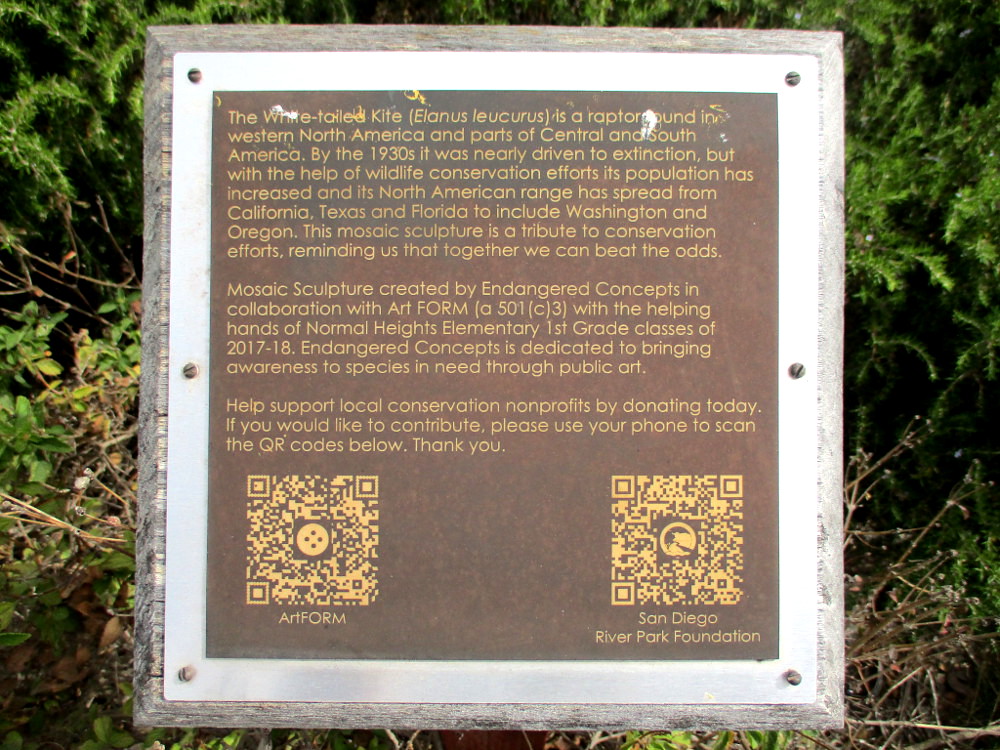 The White-tailed Kite (Elanus leucurus) is a raptor found in
western North America and parts of Central and South
America. By the 1930s it was nearly driven to extinction, but
with the help of wildlife conservation efforts its population has
increased and its North American range has spread from
California, Texas and Florida to include Washington and
Oregon. This mosaic sculpture is a tribute to conservation
efforts, reminding us that together we can beat the odds.
Mosaic Sculpture created by Endangered Concepts in
collaboration with Art FORM (a 501(c)3) with the helping
hands of Normal Heights Elementary 1st Grade classes of
2017-18. Endangered Concepts is dedicated to bringing
awareness to species in need through public art.
Help support local conservation nonprofits by donating today.
If you would like to contribute, please use your phone to scan
the QR codes below. Thank you.
ArtFORM
San Diego
River Park Foundation